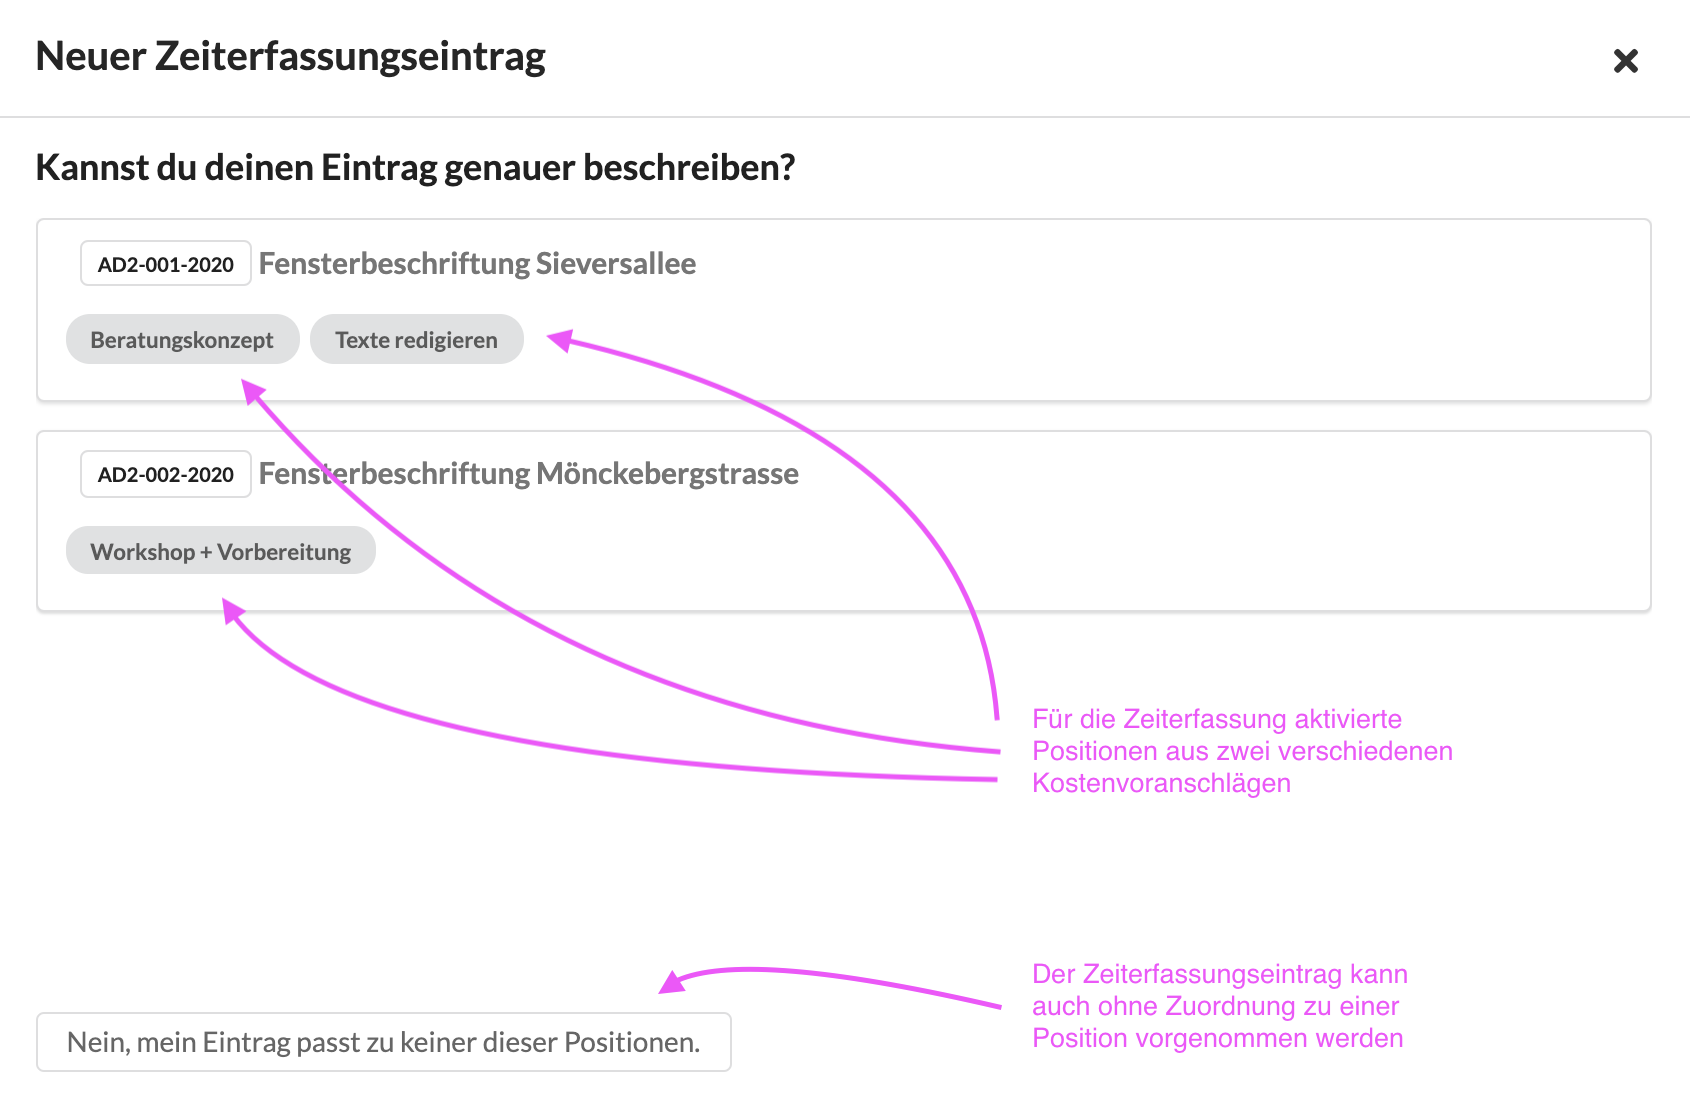 Neuer Zeiterfassungseintrag
Kannst du deinen Eintrag genauer beschreiben?
AD2-001-2020 Fensterbeschriftung Sieversallee
Beratungskonzept Texte redigieren
AD2-002-2020 Fensterbeschriftung Mönckebergstrasse
Workshop + Vorbereitung
Für die Zeiterfassung aktivierte
Positionen aus zwei verschiedenen
Kostenvoranschlägen
Der Zeiterfassungseintrag kann
auch ohne Zuordnung zu einer
Position vorgenommen werden
Nein, mein Eintrag passt zu keiner dieser Positionen.